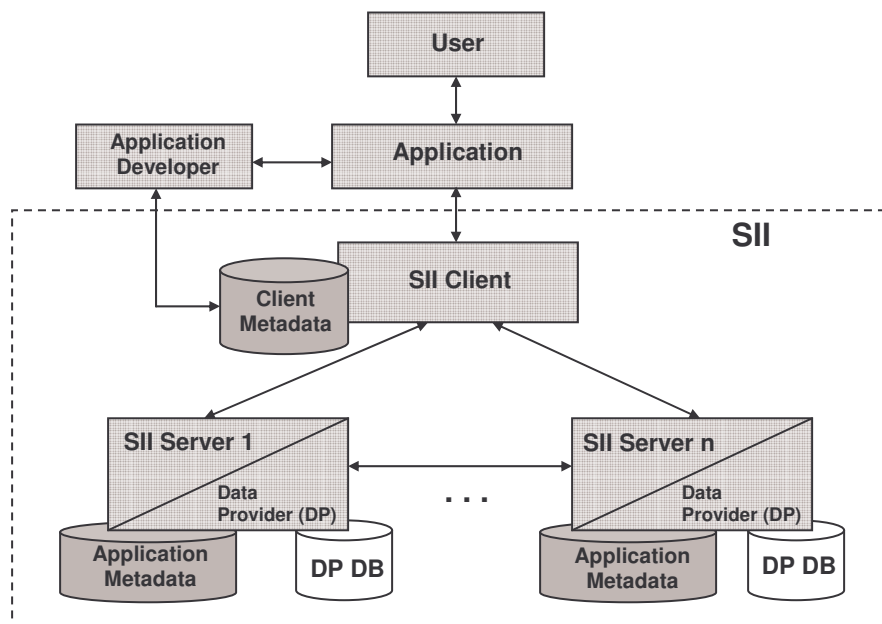 User
Application
Developer
Application
SII
SII Client
Client
Metadata
SII Server 1
Data
Provider (DP)
. . .
SII Server n
Data
Provider (DP)
Application
Metadata
DP DB
Application
Metadata
DP DB